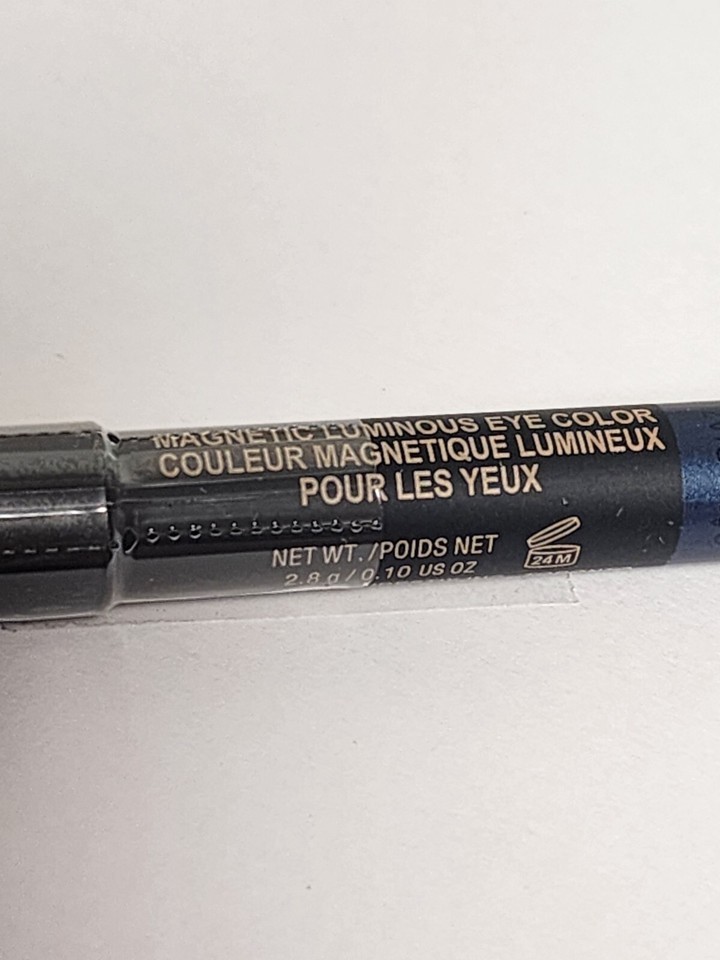 MAGNETIC LUMINOUS EYE COLOR
COULEUR MAGNETIQUE LUMINEUX
POUR LES YEUX
NET WT./POIDS NET
2.8 g / 0.10 US OZ
24 M